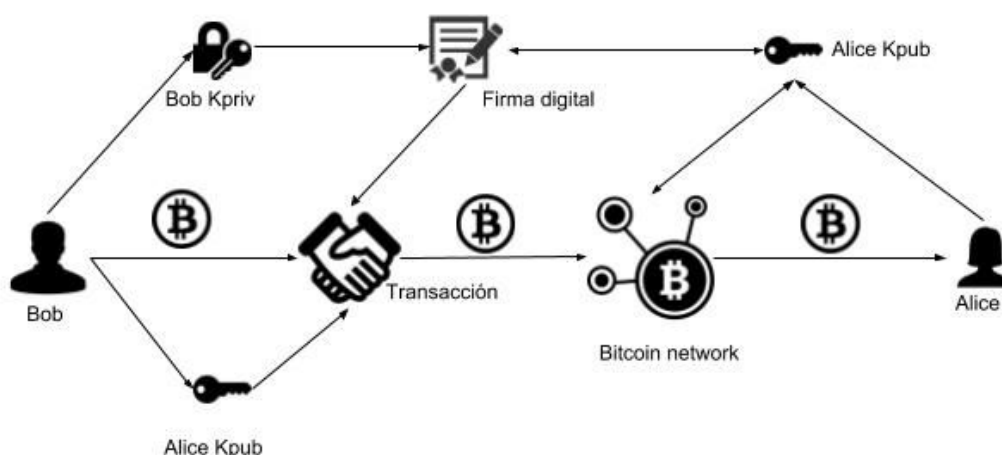 Bob Kpriv
Firma digital
Alice Kpub
Bob
Transacción
Bitcoin network
Alice
Alice Kpub